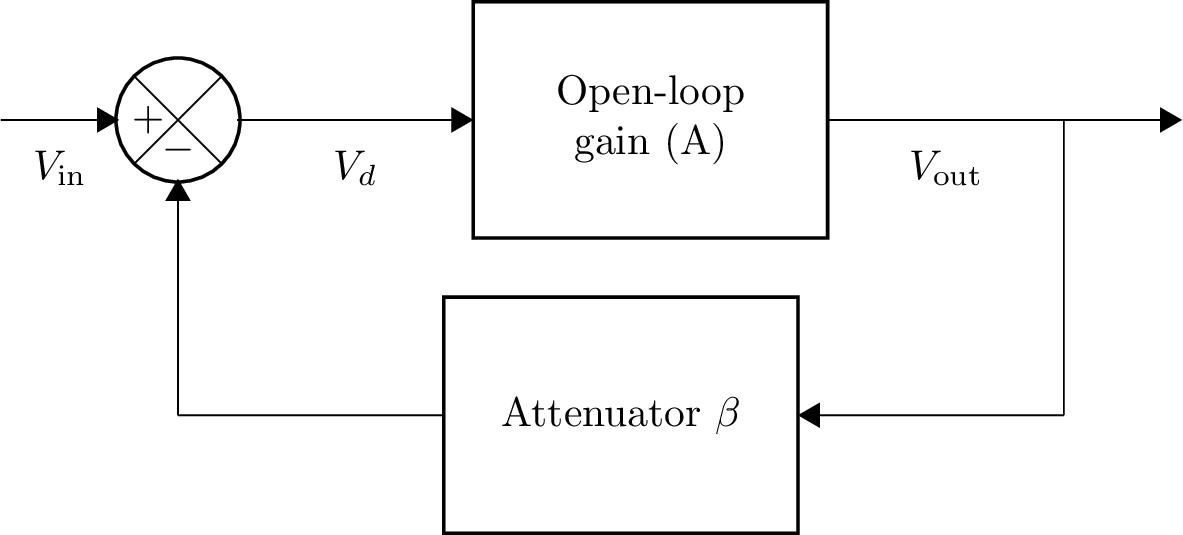 Open-loop
gain (A)
+
−
V_in
V_d
V_out
Attenuator β